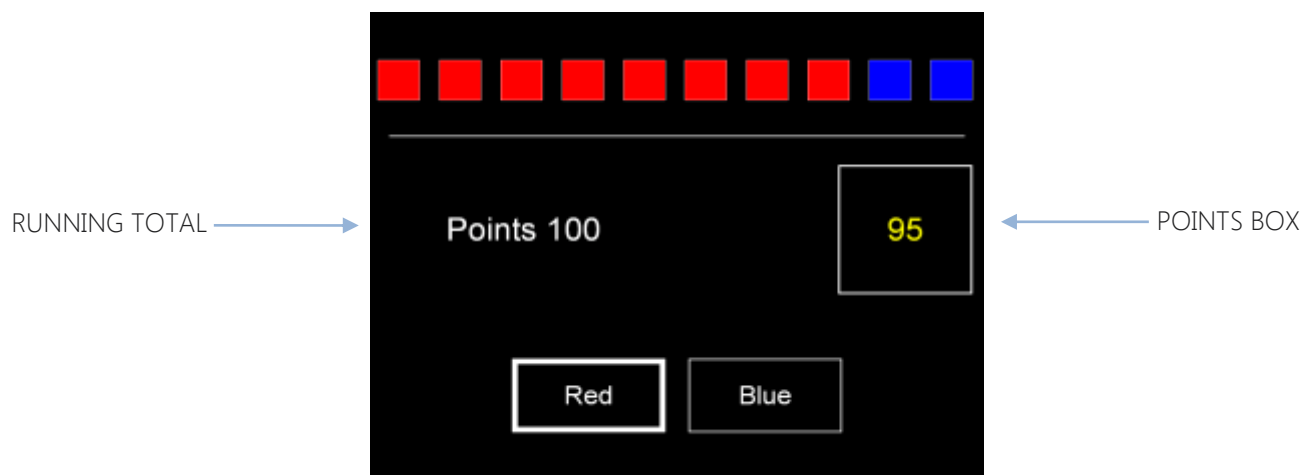 RUNNING TOTAL
Points 100
95
POINTS BOX
Red
Blue